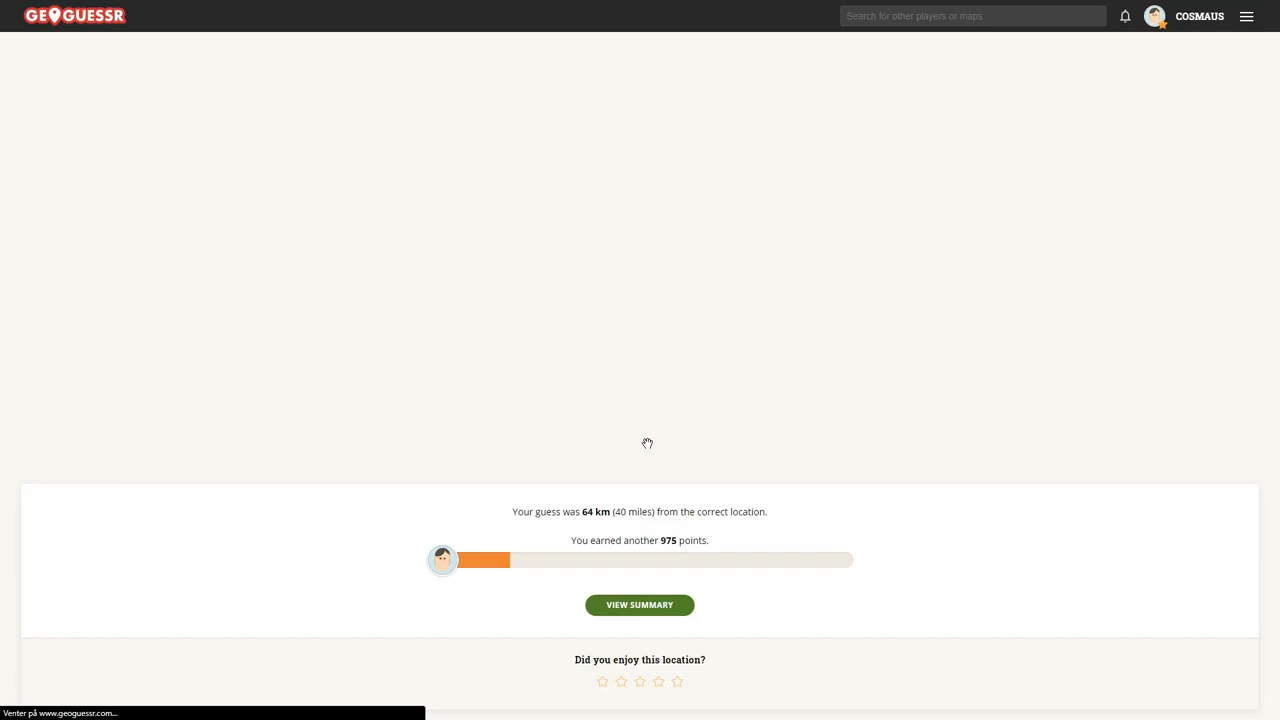 GEOGUESSR
Search for other players or maps
COSMAUS
Your guess was 64 km (40 miles) from the correct location.
You earned another 975 points.
VIEW SUMMARY
Did you enjoy this location?
Venter på www.geoguessr.com...